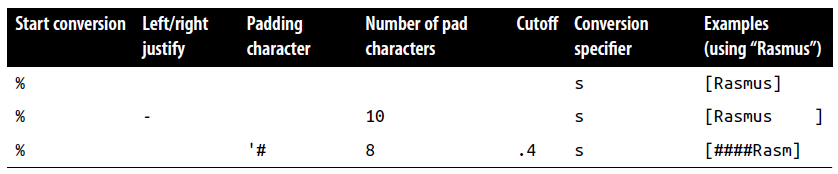 Start conversion Left/right justify Padding character Number of pad characters Cutoff Conversion specifier Examples (using “Rasmus”)
% s [Rasmus]
% - 10 s [Rasmus    ]
% '# 8 .4 s [####Rasm]